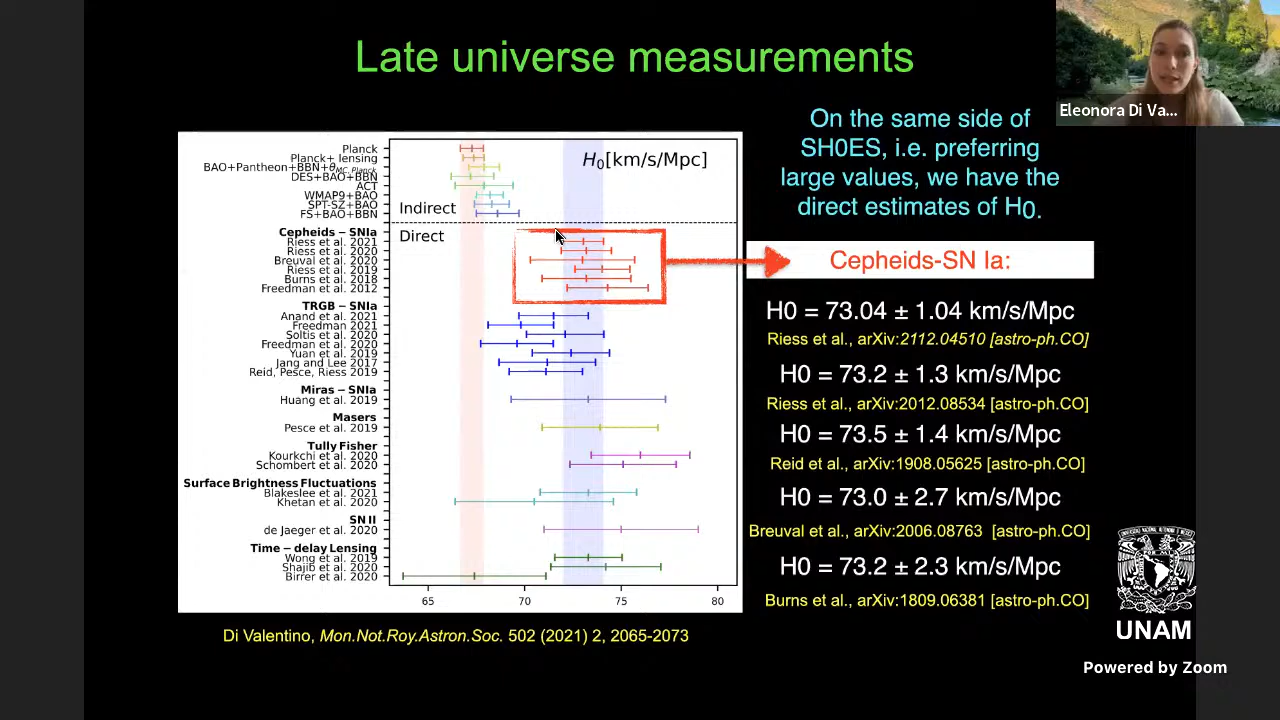 Late universe measurements
Eleonora Di Va...
On the same side of
SH0ES, i.e. preferring
large values, we have the
direct estimates of H0.
Planck
Planck+ lensing
BAO+Pantheon+BBN+θMC, Planck
DES+BAO+BBN
ACT
WMAP9+BAO
SPT-SZ+BAO
FS+BAO+BBN
H0[km/s/Mpc]
Indirect
Direct
Cepheids – SNIa
Riess et al. 2021
Riess et al. 2020
Breuval et al. 2020
Riess et al. 2019
Burns et al. 2018
Freedman et al. 2012
TRGB – SNIa
Anand et al. 2021
Freedman 2021
Soltis et al. 2020
Freedman et al. 2020
Yuan et al. 2019
Jang and Lee 2017
Reid, Pesce, Riess 2019
Miras – SNIa
Huang et al. 2019
Masers
Pesce et al. 2019
Tully Fisher
Kourkchi et al. 2020
Schombert et al. 2020
Surface Brightness Fluctuations
Blakeslee et al. 2021
Khetan et al. 2020
SN II
de Jaeger et al. 2020
Time – delay Lensing
Wong et al. 2019
Shajib et al. 2020
Birrer et al. 2020
65 70 75 80
Di Valentino, Mon.Not.Roy.Astron.Soc. 502 (2021) 2, 2065-2073
Cepheids-SN Ia:
H0 = 73.04 ± 1.04 km/s/Mpc
Riess et al., arXiv:2112.04510 [astro-ph.CO]
H0 = 73.2 ± 1.3 km/s/Mpc
Riess et al., arXiv:2012.08534 [astro-ph.CO]
H0 = 73.5 ± 1.4 km/s/Mpc
Reid et al., arXiv:1908.05625 [astro-ph.CO]
H0 = 73.0 ± 2.7 km/s/Mpc
Breuval et al., arXiv:2006.08763 [astro-ph.CO]
H0 = 73.2 ± 2.3 km/s/Mpc
Burns et al., arXiv:1809.06381 [astro-ph.CO]
UNAM
Powered by Zoom